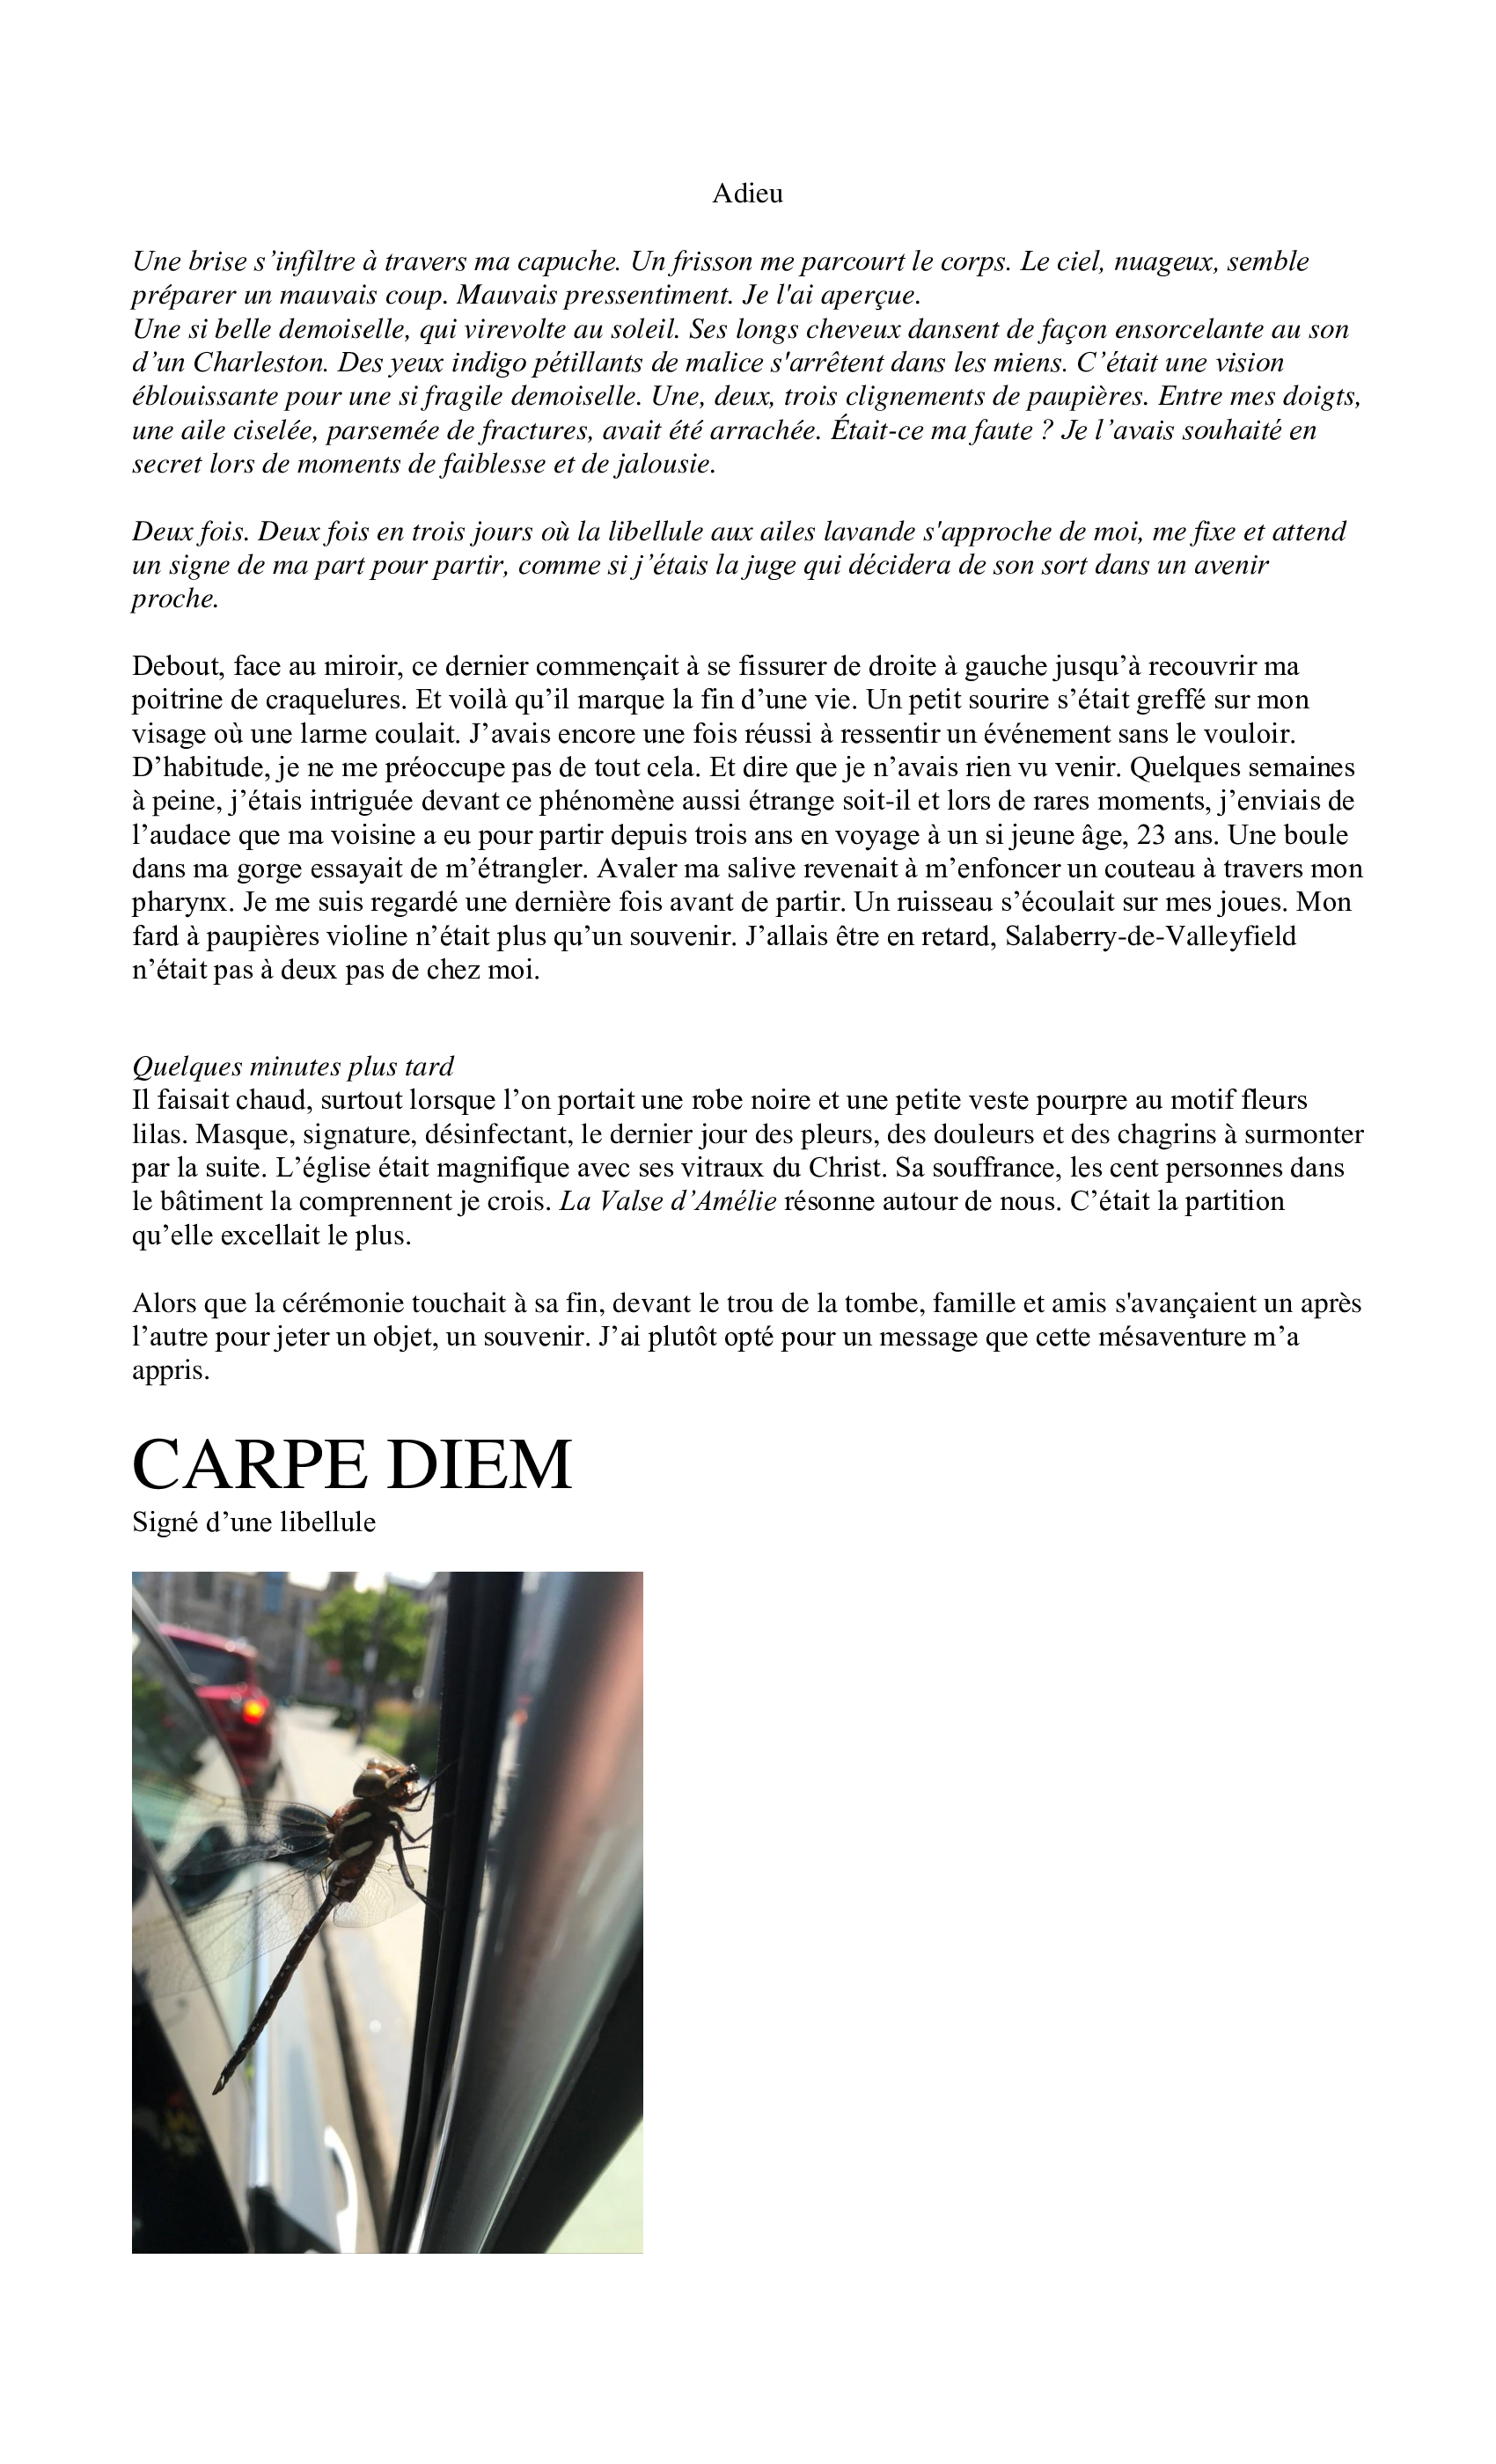 Adieu
Une brise s’infiltre à travers ma capuche. Un frisson me parcourt le corps. Le ciel, nuageux, semble
préparer un mauvais coup. Mauvais pressentiment. Je l'ai aperçue.
Une si belle demoiselle, qui virevolte au soleil. Ses longs cheveux dansent de façon ensorcelante au son
d’un Charleston. Des yeux indigo pétillants de malice s'arrêtent dans les miens. C’était une vision
éblouissante pour une si fragile demoiselle. Une, deux, trois clignements de paupières. Entre mes doigts,
une aile ciselée, parsemée de fractures, avait été arrachée. Était-ce ma faute ? Je l’avais souhaité en
secret lors de moments de faiblesse et de jalousie.
Deux fois. Deux fois en trois jours où la libellule aux ailes lavande s'approche de moi, me fixe et attend
un signe de ma part pour partir, comme si j’étais la juge qui décidera de son sort dans un avenir
proche.
Debout, face au miroir, ce dernier commençait à se fissurer de droite à gauche jusqu’à recouvrir ma
poitrine de craquelures. Et voilà qu’il marque la fin d’une vie. Un petit sourire s’était greffé sur mon
visage où une larme coulait. J’avais encore une fois réussi à ressentir un événement sans le vouloir.
D’habitude, je ne me préoccupe pas de tout cela. Et dire que je n’avais rien vu venir. Quelques semaines
à peine, j’étais intriguée devant ce phénomène aussi étrange soit-il et lors de rares moments, j’enviais de
l’audace que ma voisine a eu pour partir depuis trois ans en voyage à un si jeune âge, 23 ans. Une boule
dans ma gorge essayait de m’étrangler. Avaler ma salive revenait à m’enfoncer un couteau à travers mon
pharynx. Je me suis regardé une dernière fois avant de partir. Un ruisseau s’écoulait sur mes joues. Mon
fard à paupières violine n’était plus qu’un souvenir. J’allais être en retard, Salaberry-de-Valleyfield
n’était pas à deux pas de chez moi.
Quelques minutes plus tard
Il faisait chaud, surtout lorsque l’on portait une robe noire et une petite veste pourpre au motif fleurs
lilas. Masque, signature, désinfectant, le dernier jour des pleurs, des douleurs et des chagrins à surmonter
par la suite. L’église était magnifique avec ses vitraux du Christ. Sa souffrance, les cent personnes dans
le bâtiment la comprennent je crois. La Valse d’Amélie résonne autour de nous. C’était la partition
qu’elle excellait le plus.
Alors que la cérémonie touchait à sa fin, devant le trou de la tombe, famille et amis s'avançaient un après
l’autre pour jeter un objet, un souvenir. J’ai plutôt opté pour un message que cette mésaventure m’a
appris.
CARPE DIEM
Signé d’une libellule